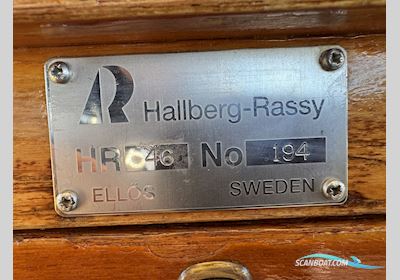 Hallberg-Rassy
HR 46 No 194
ELLÖS SWEDEN
SCANBOAT.COM